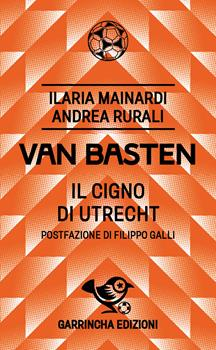 ILARIA MAINARDI
ANDREA RURALI
VAN BASTEN
IL CIGNO
DI UTRECHT
POSTFAZIONE DI FILIPPO GALLI
GARRINCHA EDIZIONI